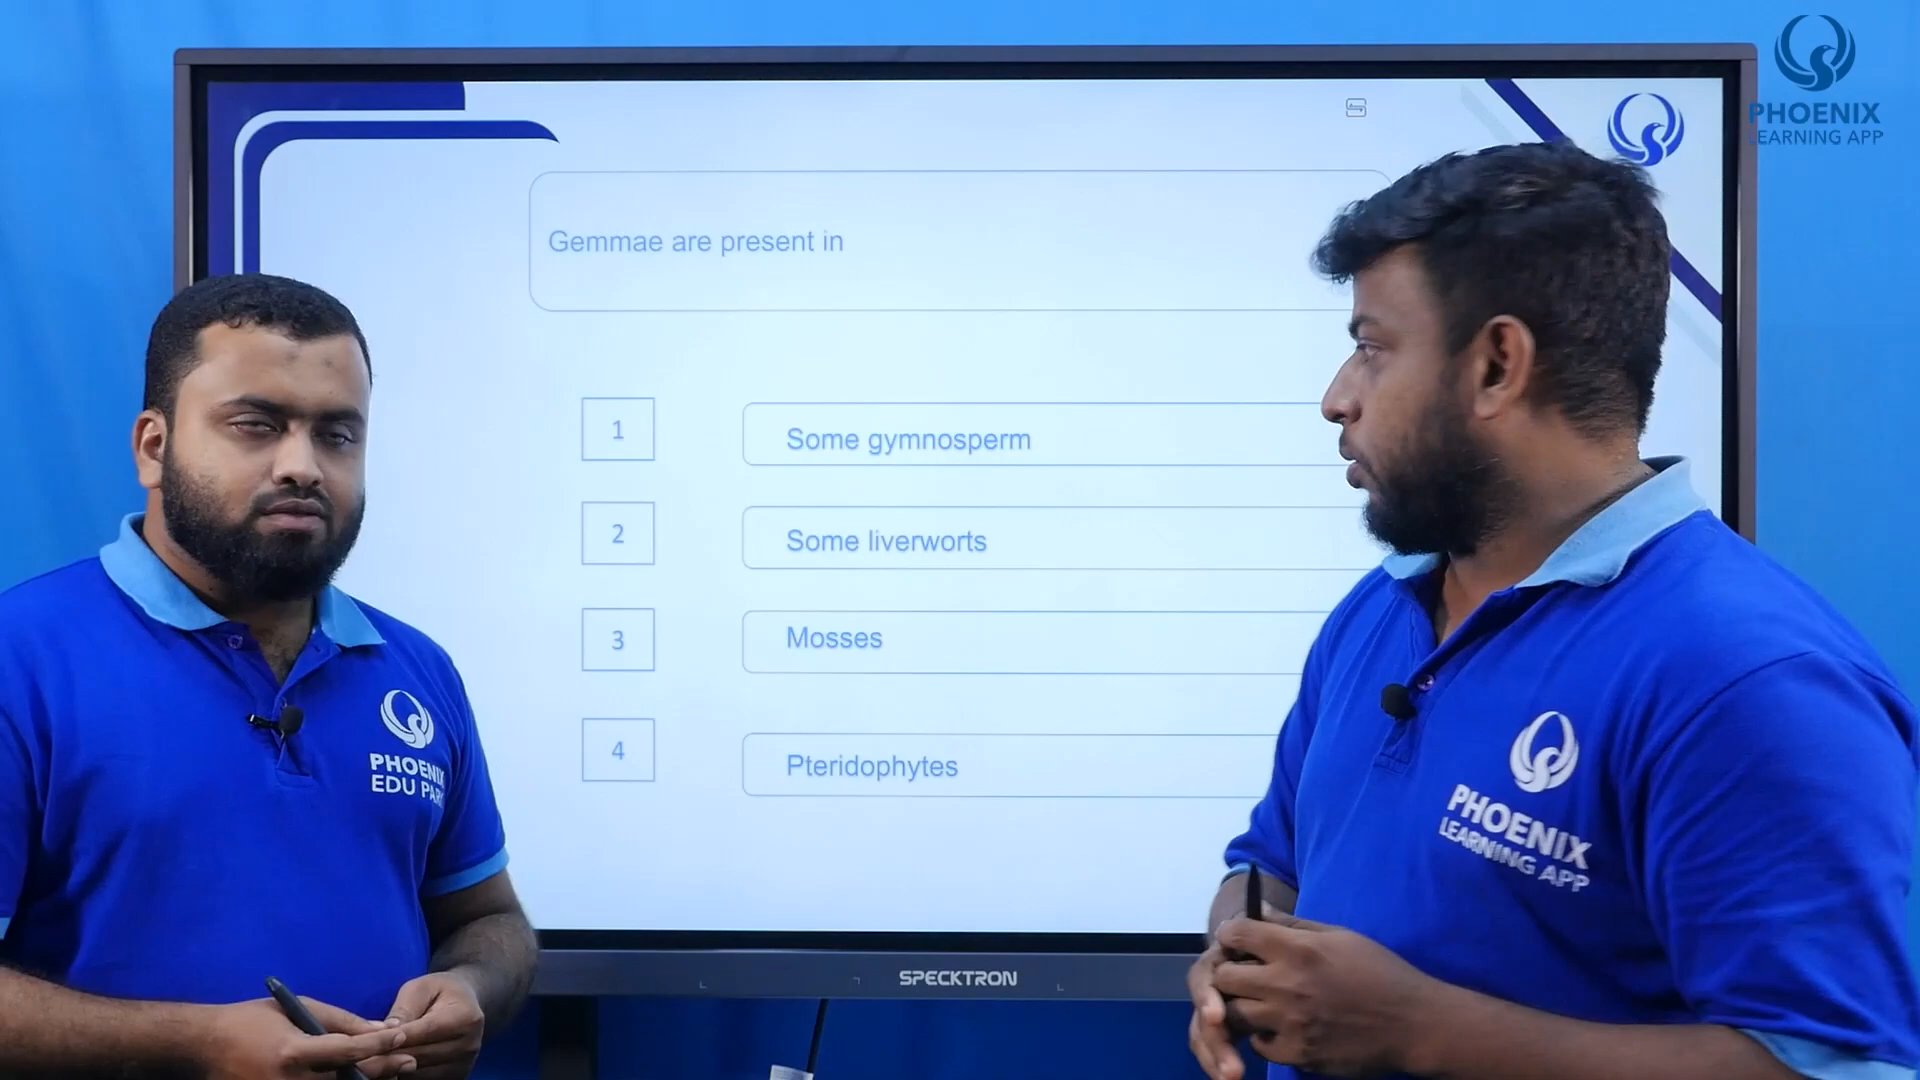 PHOENIX
LEARNING APP
Gemmae are present in
1
Some gymnosperm
2
Some liverworts
3
Mosses
4
Pteridophytes
PHOENIX
EDU
PHOENIX
LEARNING APP
SPECKTRON